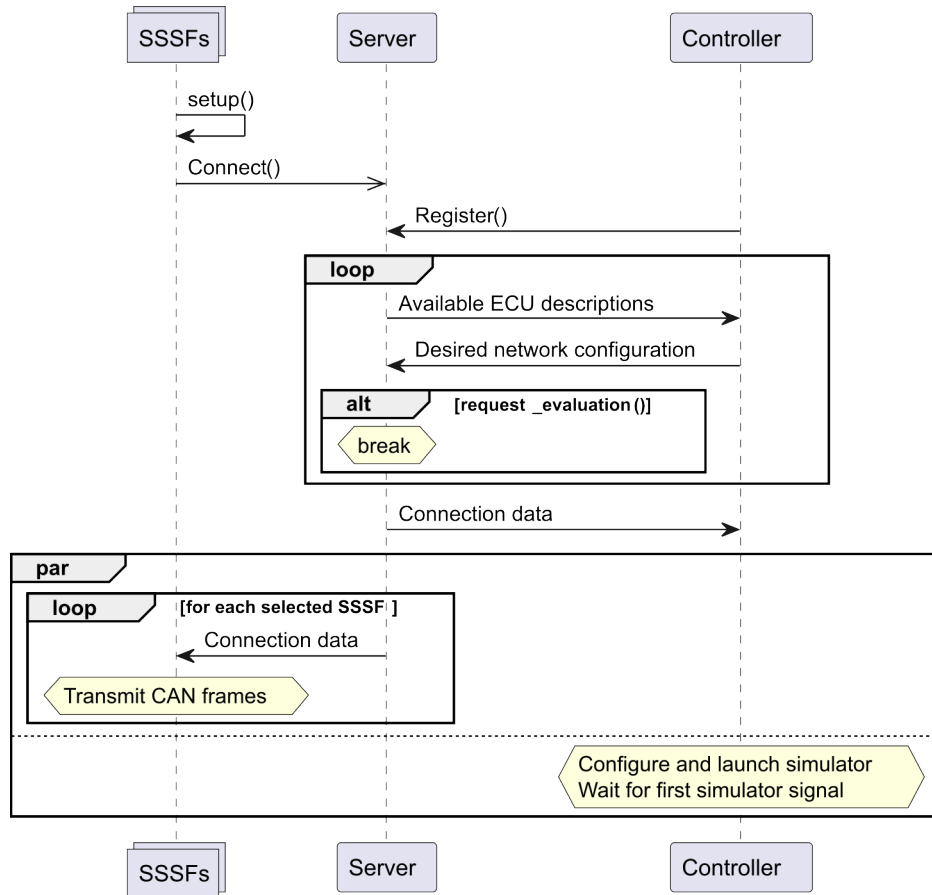 SSSFs
Server
Controller
setup()
Connect()
Register()
loop
Available ECU descriptions
Desired network configuration
alt
[request _evaluation()]
break
Connection data
par
loop
[for each selected SSSF ]
Connection data
Transmit CAN frames
Configure and launch simulator
Wait for first simulator signal
SSSFs
Server
Controller